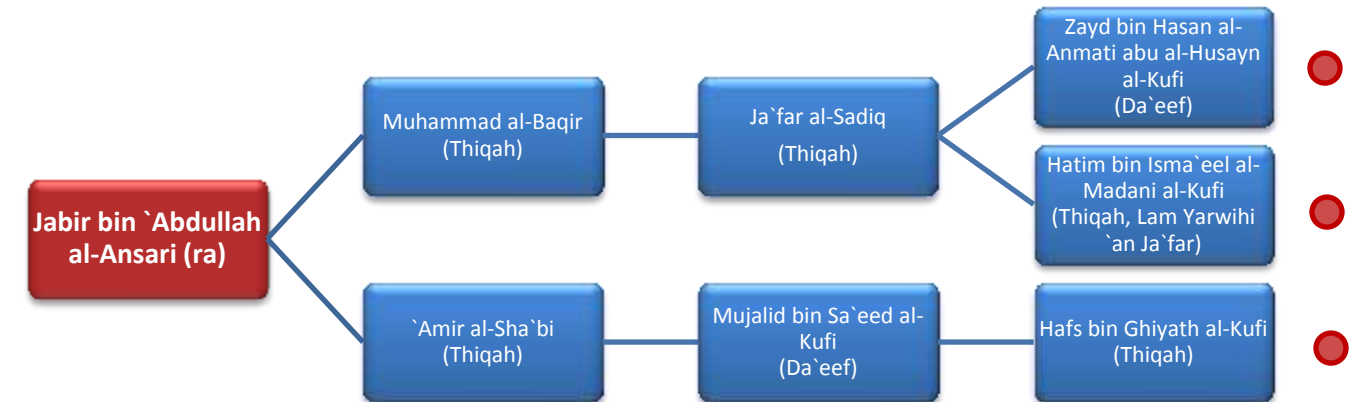 Jabir bin `Abdullah
al-Ansari (ra)
Muhammad al-Baqir
(Thiqah)
Ja`far al-Sadiq
(Thiqah)
Zayd bin Hasan al-
Anmati abu al-Husayn
al-Kufi
(Da`eef)
Hatim bin Isma`eel al-
Madani al-Kufi
(Thiqah, Lam Yarwihi
`an Ja`far)
`Amir al-Sha`bi
(Thiqah)
Mujalid bin Sa`eed al-
Kufi
(Da`eef)
Hafs bin Ghiyath al-Kufi
(Thiqah)